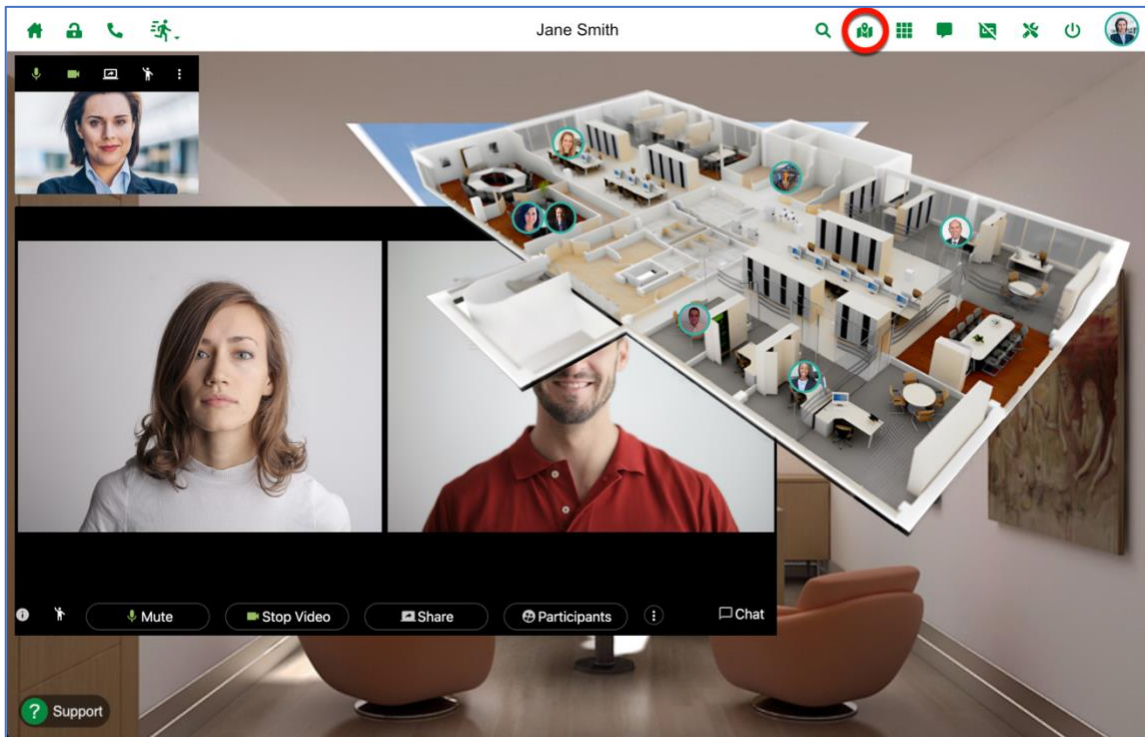 Jane Smith
Mute
Stop Video
Share
Participants
Chat
? Support